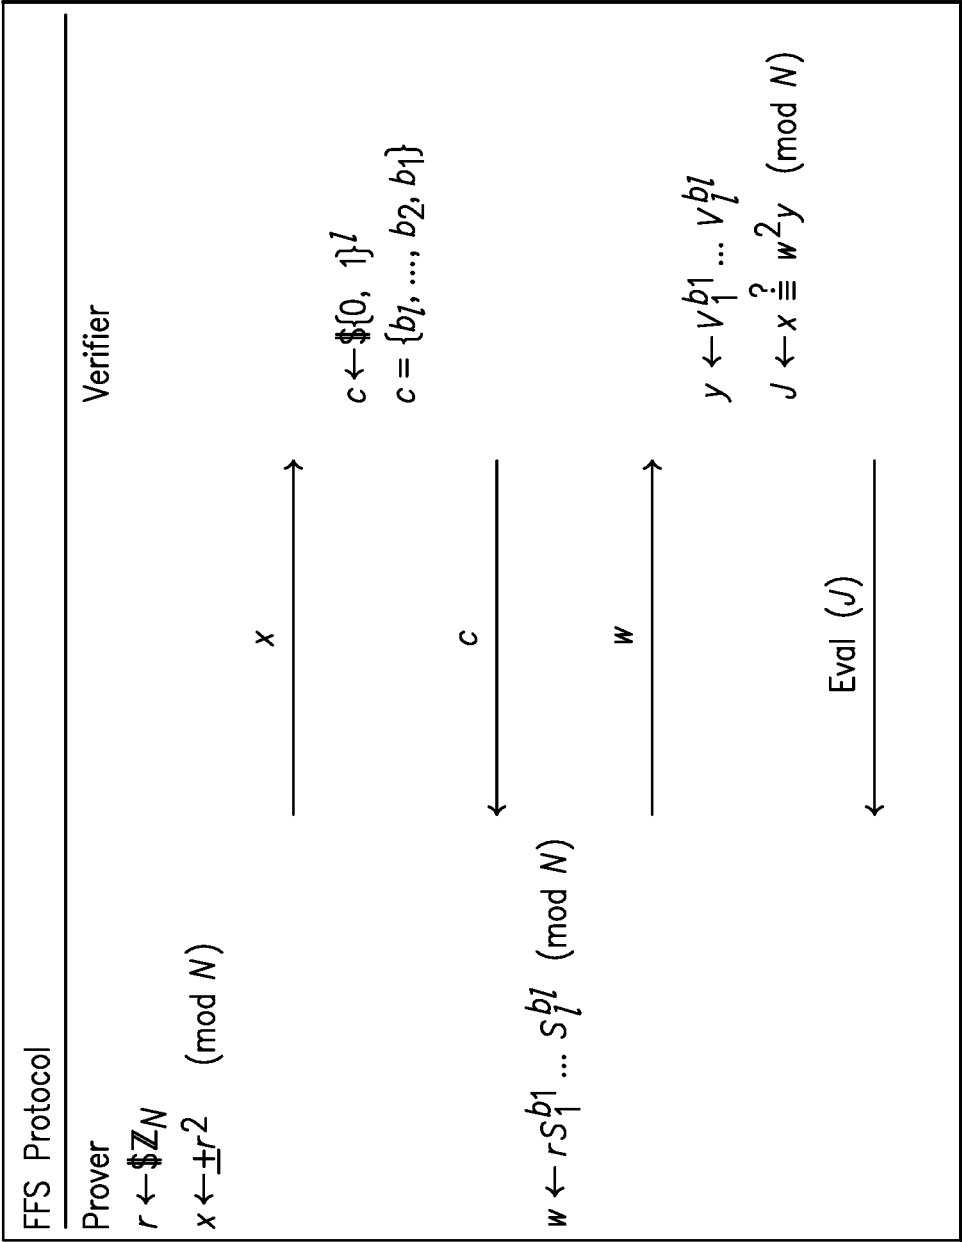 FFS Protocol
Prover Verifier
r ← $ℤ_N
x ← ±r² (mod N)
x
c ← ${0, 1}^l
c = {b_l, ..., b_2, b_1}
c
w ← rS_1^{b1} ... S_l^{bl} (mod N)
w
y ← V_1^{b1} ... V_l^{bl}
J ← x ≟ w²y (mod N)
Eval (J)